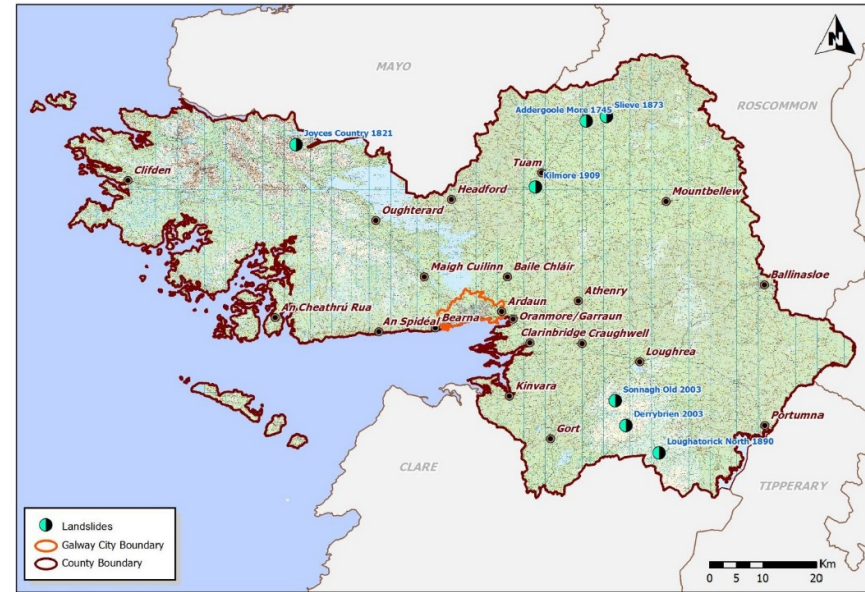 N
MAYO
ROSCOMMON
Addergoole More 1745
Slieve 1873
Joyces Country 1821
Tuam
Clifden
Kilmore 1909
Headford
Mountbellew
Oughterard
Maigh Cuilinn
Baile Chláir
Ballinasloe
Athenry
Ardaun
An Cheathrú Rua
Oranmore/Garraun
Bearna
An Spidéal
Clarinbridge
Craughwell
Loughrea
Kinvara
Sonnagh Old 2003
Derrybrien 2003
Portumna
Gort
Loughatorick North 1890
CLARE
TIPPERARY
Landslides
Galway City Boundary
County Boundary
Km
0 5 10 20